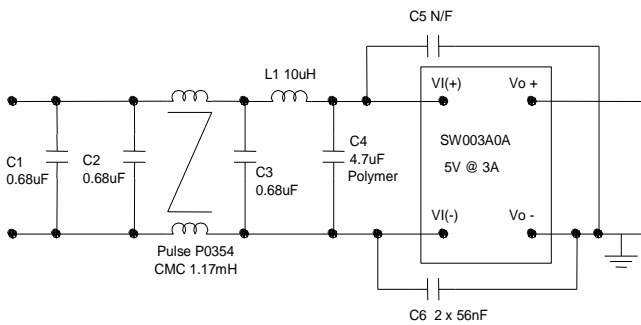 C5 N/F
L1 10uH
VI(+)
Vo +
C1
0.68uF
C2
0.68uF
C3
0.68uF
C4
4.7uF
Polymer
SW003A0A
5V @ 3A
VI(-)
Vo -
Pulse P0354
CMC 1.17mH
C6 2 x 56nF